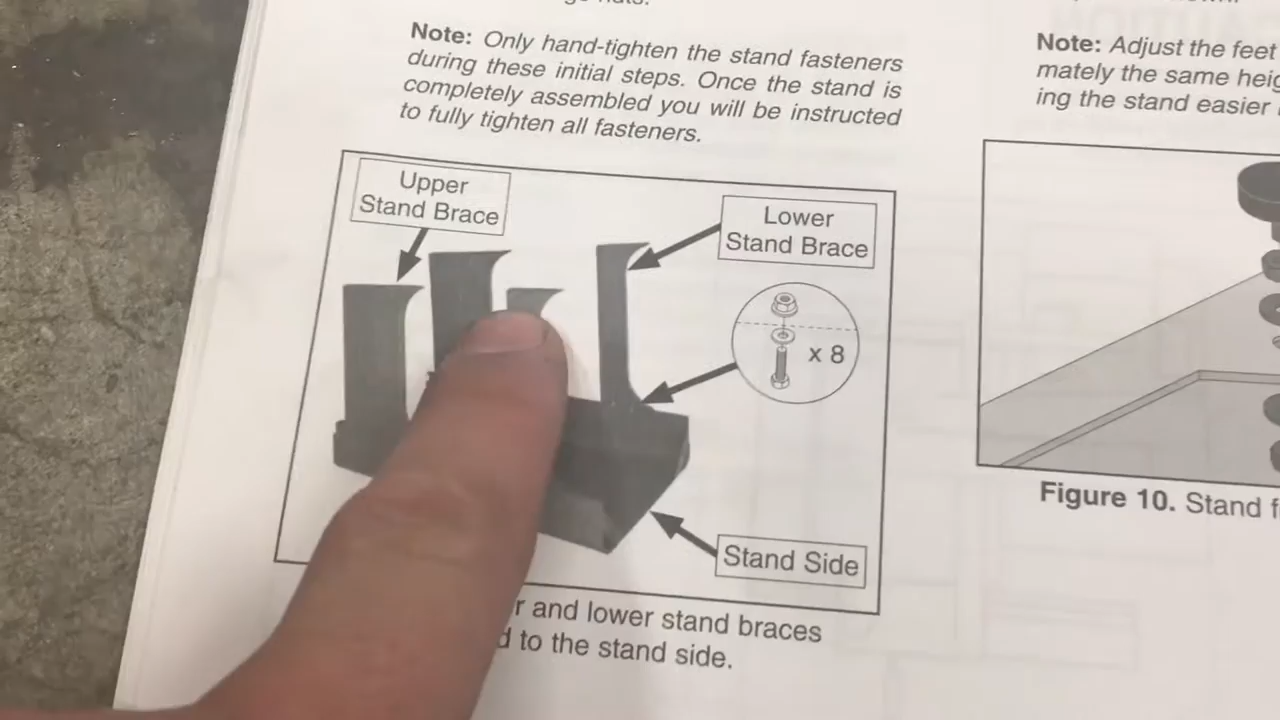 nuts.
Note: Only hand-tighten the stand fasteners
during these initial steps. Once the stand is
completely assembled you will be instructed
to fully tighten all fasteners.
Upper
Stand Brace
Lower
Stand Brace
x 8
Stand Side
r and lower stand braces
d to the stand side.
Note: Adjust the feet
mately the same heig
ing the stand easier
Figure 10. Stand f